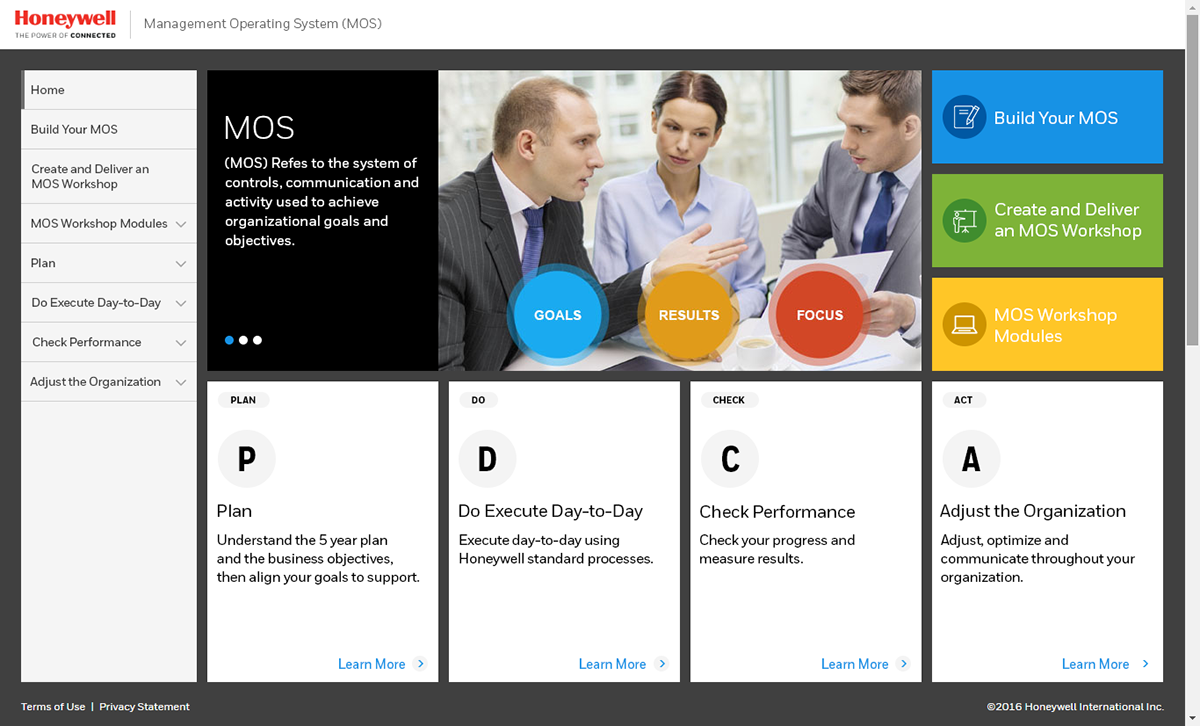 Honeywell
THE POWER OF CONNECTED
Management Operating System (MOS)
Home
Build Your MOS
Create and Deliver an
MOS Workshop
MOS Workshop Modules
Plan
Do Execute Day-to-Day
Check Performance
Adjust the Organization
MOS
(MOS) Refes to the system of
controls, communication and
activity used to achieve
organizational goals and
objectives.
GOALS
RESULTS
FOCUS
Build Your MOS
Create and Deliver
an MOS Workshop
MOS Workshop
Modules
PLAN
P
Plan
Understand the 5 year plan
and the business objectives,
then align your goals to support.
Learn More
DO
D
Do Execute Day-to-Day
Execute day-to-day using
Honeywell standard processes.
Learn More
CHECK
C
Check Performance
Check your progress and
measure results.
Learn More
ACT
A
Adjust the Organization
Adjust, optimize and
communicate throughout your
organization.
Learn More
Terms of Use | Privacy Statement
©2016 Honeywell International Inc.